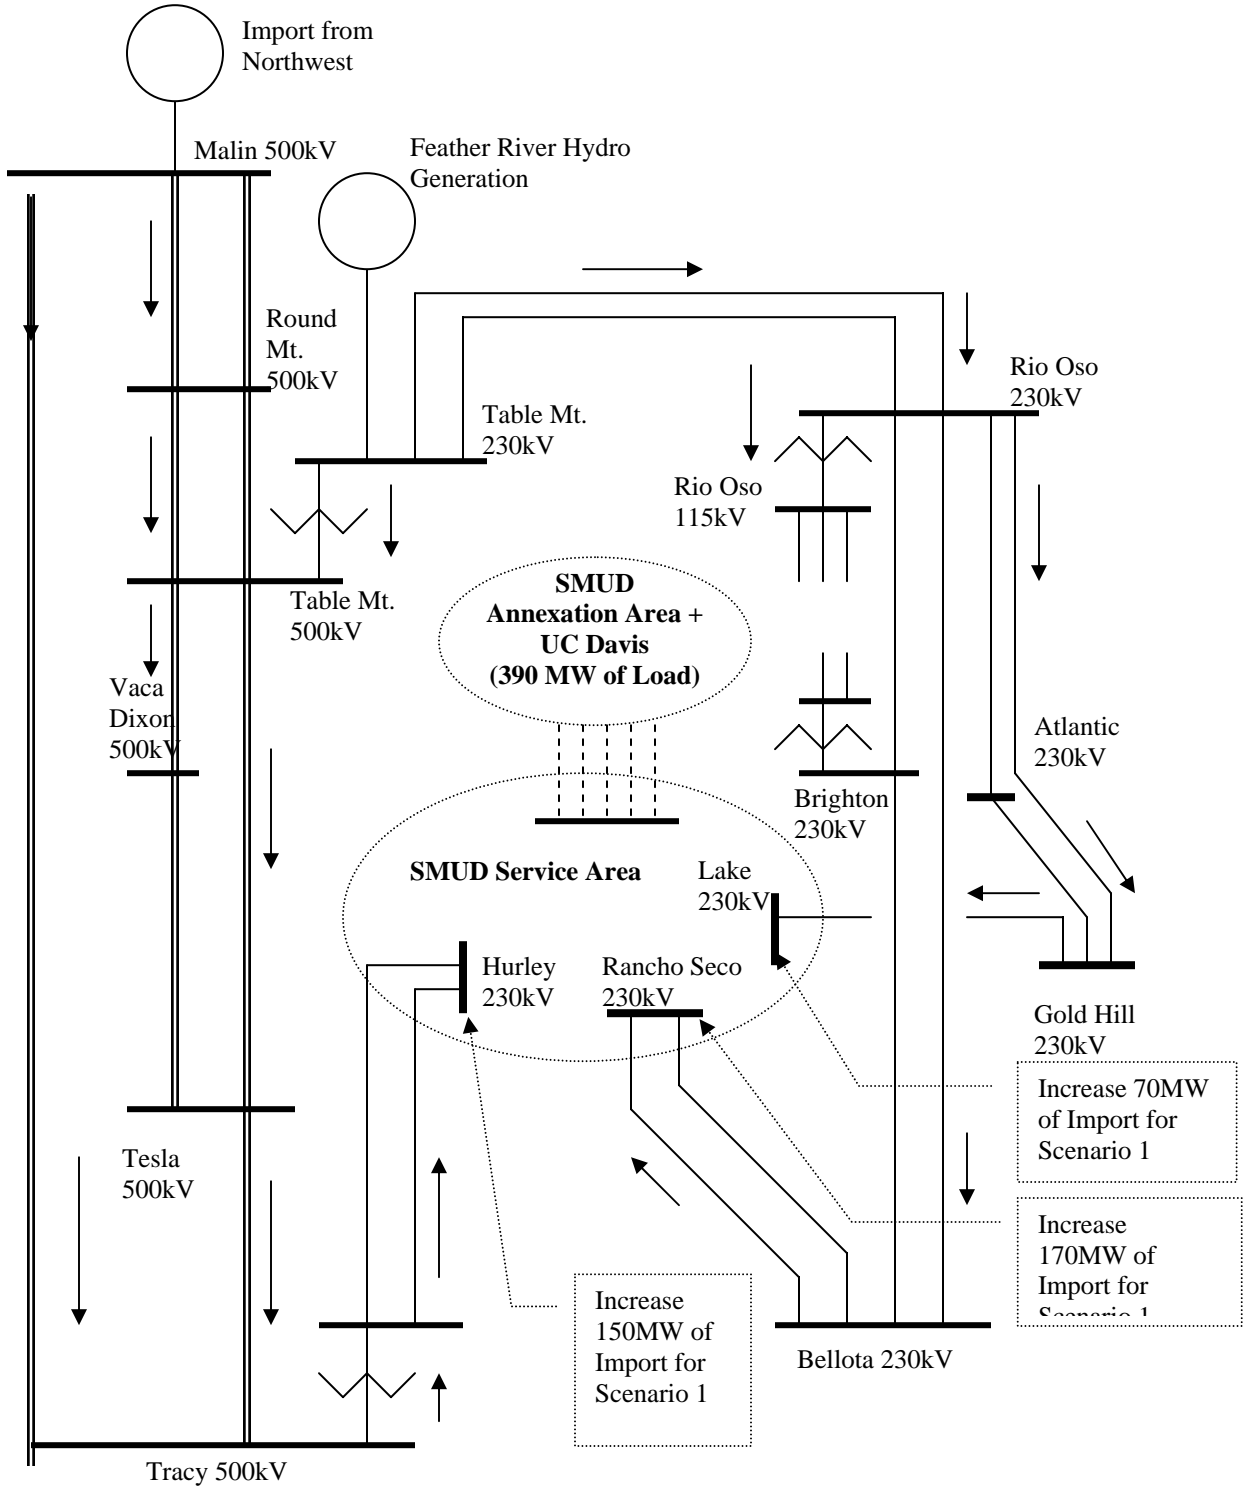 Import from
Northwest
Malin 500kV
Feather River Hydro
Generation
Round
Mt.
500kV
Table Mt.
230kV
Rio Oso
230kV
Rio Oso
115kV
SMUD
Annexation Area +
UC Davis
(390 MW of Load)
Table Mt.
500kV
Vaca
Dixon
500kV
Atlantic
230kV
Brighton
230kV
SMUD Service Area
Lake
230kV
Hurley
230kV
Rancho Seco
230kV
Gold Hill
230kV
Increase 70MW
of Import for
Scenario 1
Tesla
500kV
Increase
170MW of
Import for
Scenario 1
Increase
150MW of
Import for
Scenario 1
Bellota 230kV
Tracy 500kV